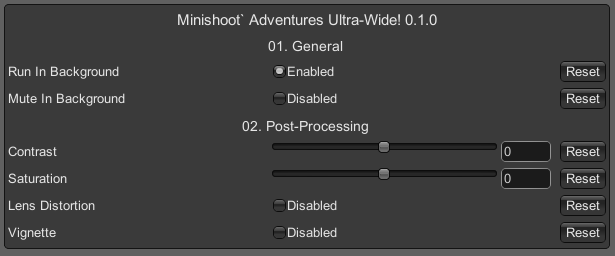 Minishoot` Adventures Ultra-Wide! 0.1.0
01. General
Run In Background Enabled Reset
Mute In Background Disabled Reset
02. Post-Processing
Contrast 0 Reset
Saturation 0 Reset
Lens Distortion Disabled Reset
Vignette Disabled Reset